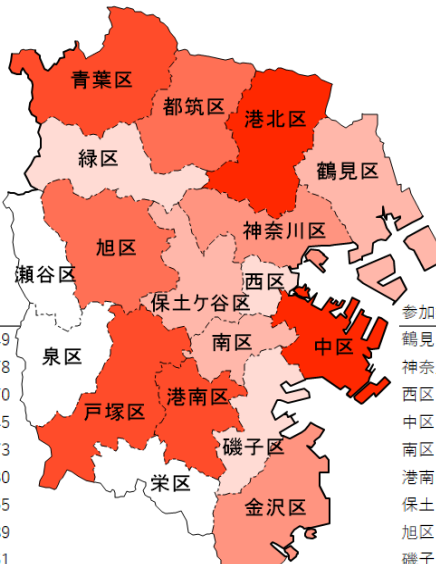 青葉区
都筑区
港北区
緑区
鶴見区
旭区
神奈川区
瀬谷区
西区
保土ケ谷区
泉区
南区
中区
戸塚区
港南区
磯子区
栄区
金沢区
参加
鶴見
神奈
西区
中区
南区
港南
保土
旭区
磯子